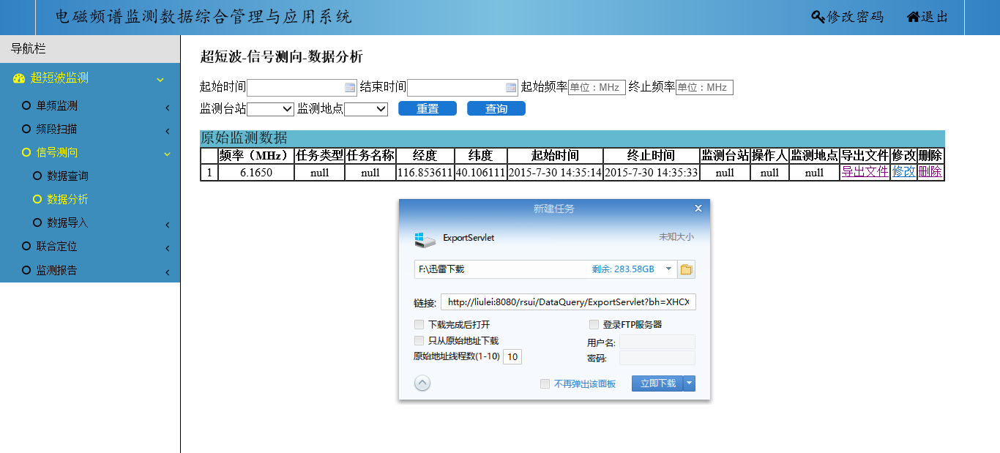 电磁频谱监测数据综合管理与应用系统 修改密码 退出
导航栏
超短波监测
单频监测
频段扫描
信号测向
数据查询
数据分析
数据导入
联合定位
监测报告
超短波-信号测向-数据分析
起始时间 结束时间 起始频率 单位：MHz 终止频率 单位：MHz
监测台站 监测地点 重置 查询
原始监测数据
频率（MHz） 任务类型 任务名称 经度 纬度 起始时间 终止时间 监测台站 操作人 监测地点 导出文件 修改 删除
1 6.1650 null null 116.853611 40.106111 2015-7-30 14:35:14 2015-7-30 14:35:33 null null null 导出文件 修改 删除
新建任务
ExportServlet 未知大小
F:\迅雷下载 剩余: 283.58GB
链接: http://liulei:8080/rsui/DataQuery/ExportServlet?bh=XHCX
下载完成后打开 登录FTP服务器
只从原始地址下载 用户名:
原始地址线程数(1-10) 10 密码:
不再弹出该面板 立即下载